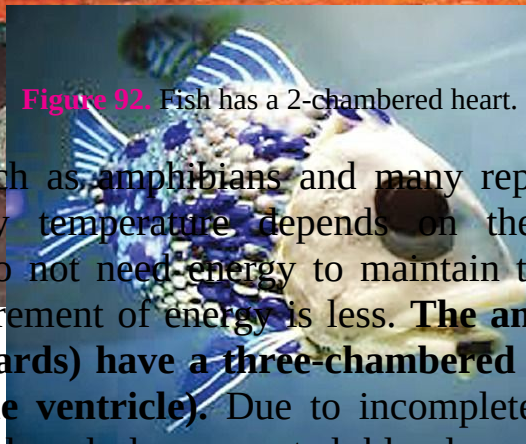 Figure 92. Fish has a 2-chambered heart.
ch as amphibians and many rep
y temperature depends on the
o not need energy to maintain t
rement of energy is less. The an
ards) have a three-chambered
e ventricle). Due to incomplete